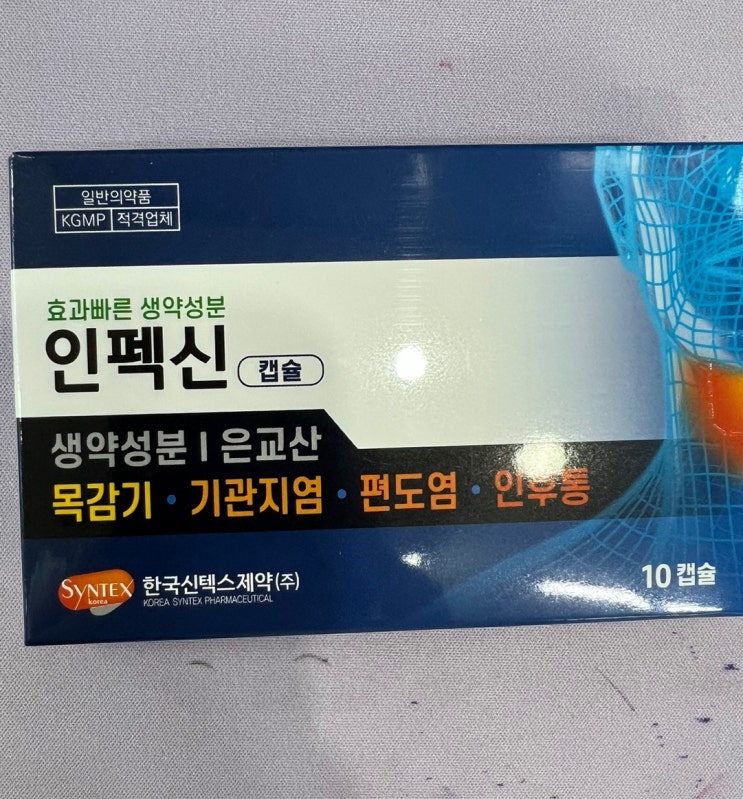 일반의약품
KGMP 적격업체
효과빠른 생약성분
인펙신 캡슐
생약성분 I 은교산
목감기 · 기관지염 · 편도염 · 인후통
SYNTEX
korea
한국신텍스제약(주)
KOREA SYNTEX PHARMACEUTICAL
10 캡슐